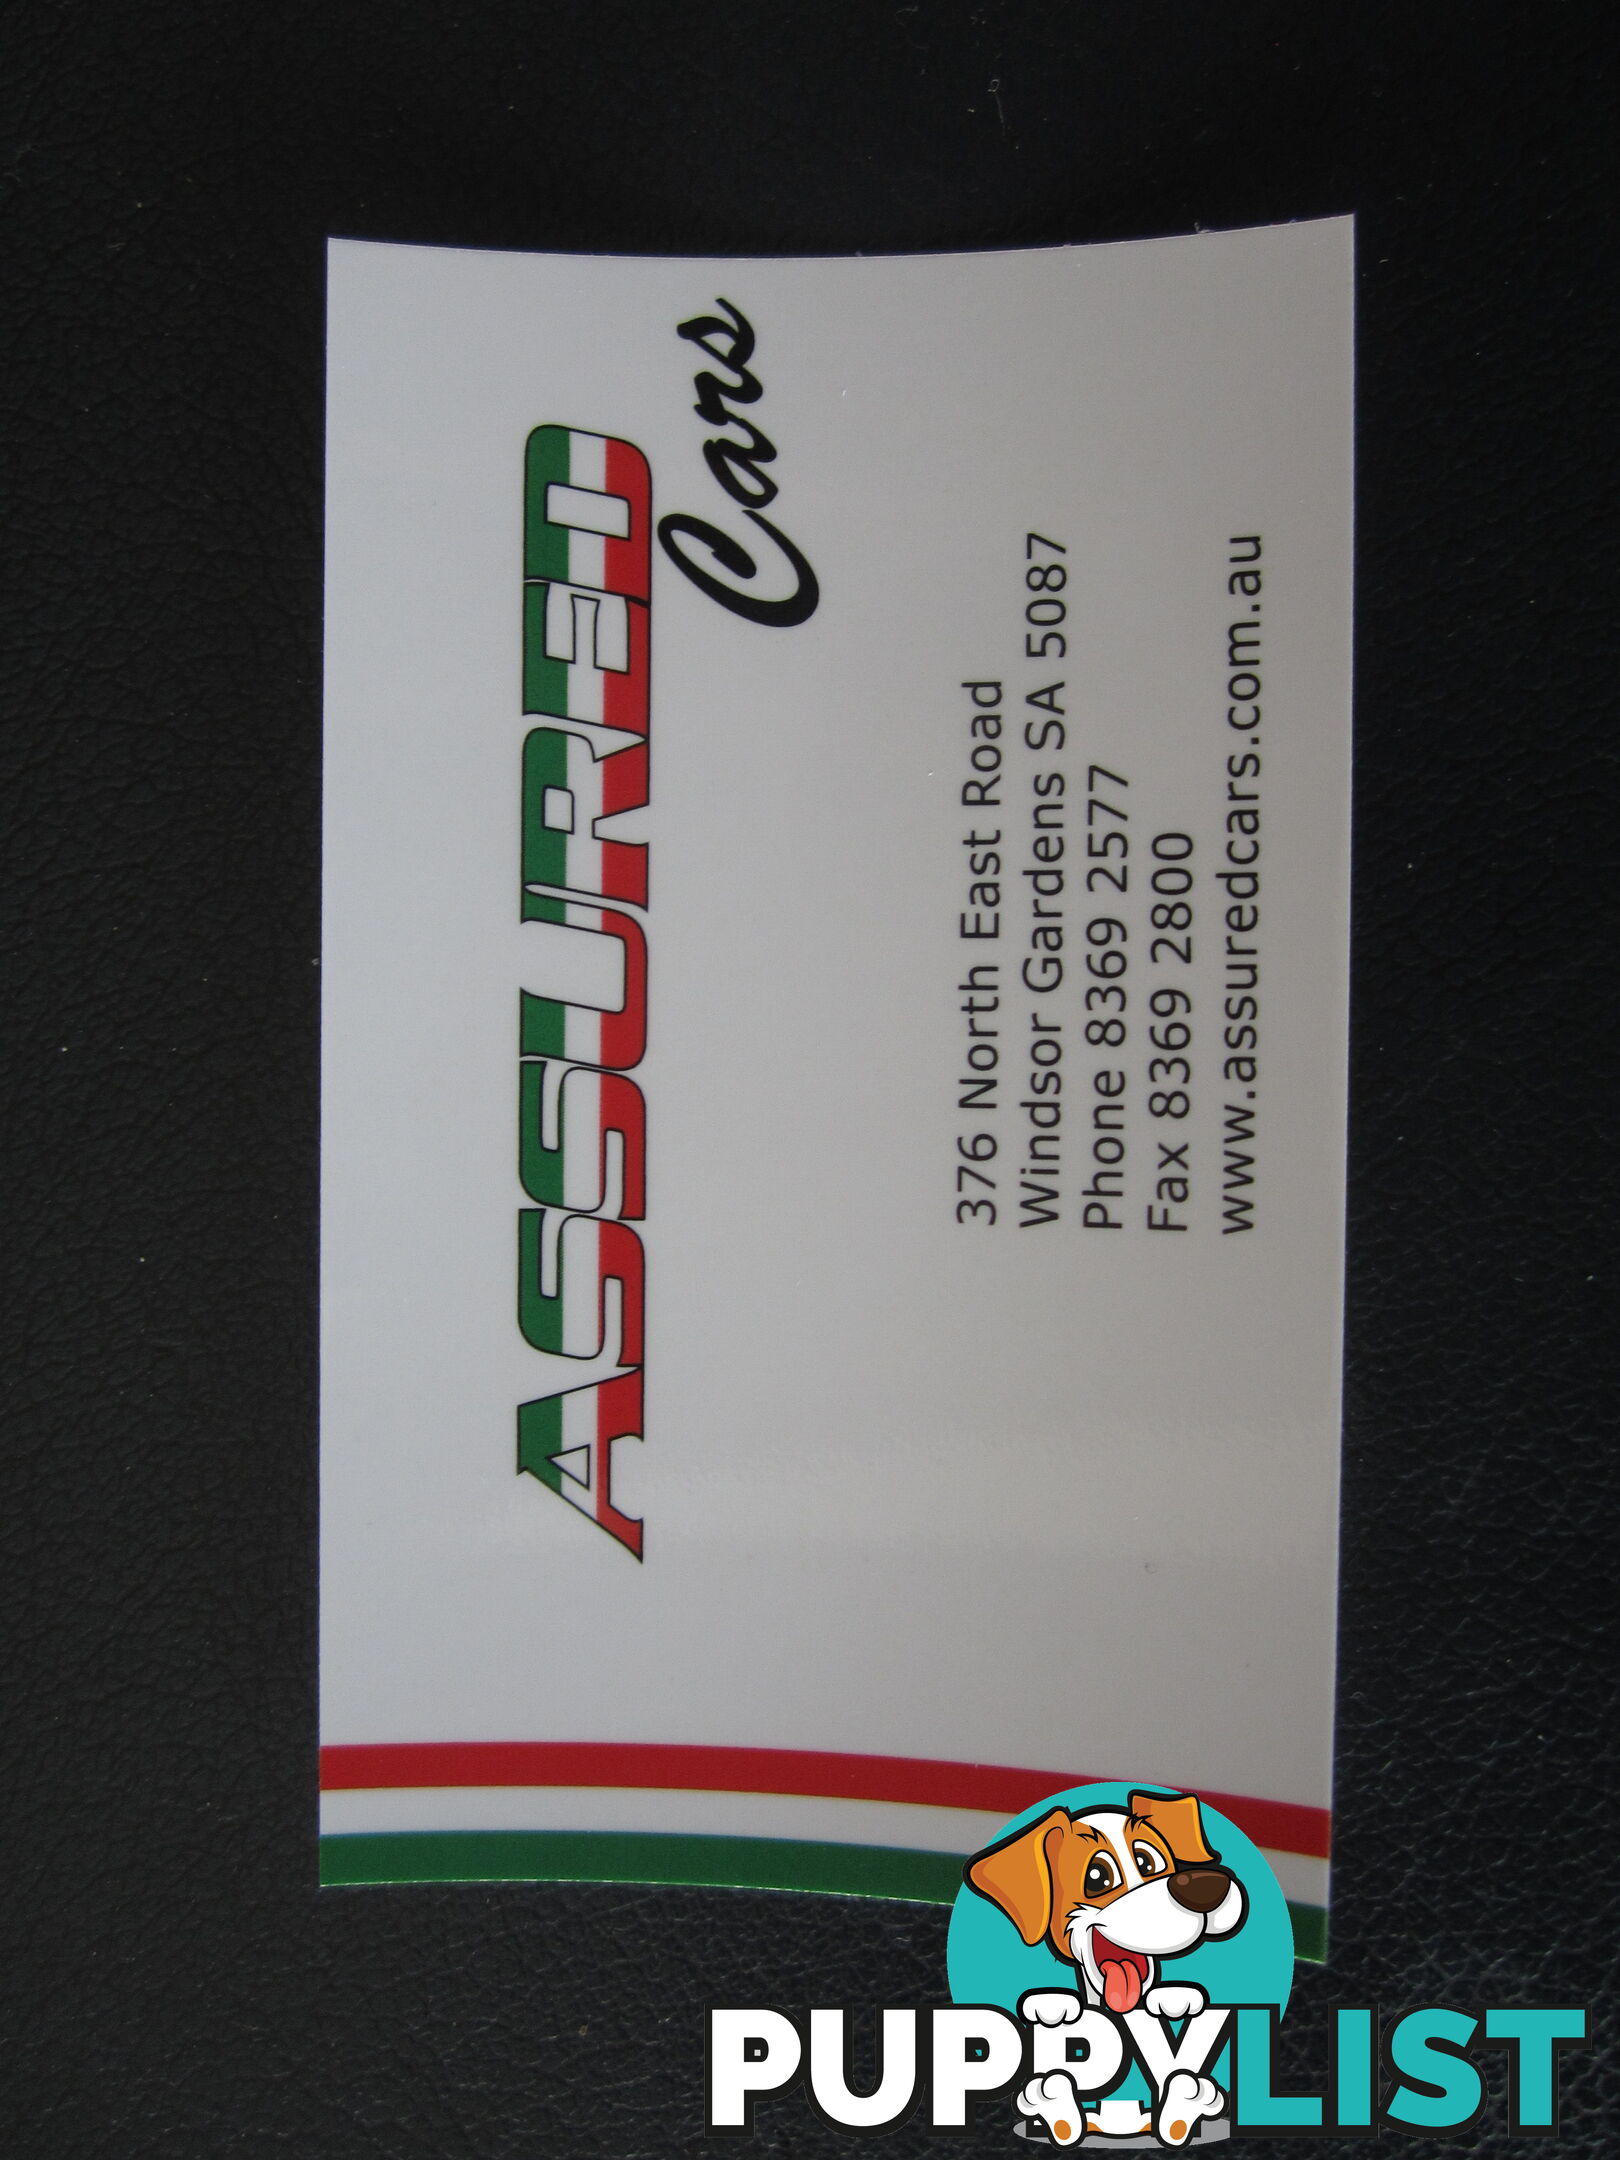 ASSURED
Cars
376 North East Road
Windsor Gardens SA 5087
Phone 8369 2577
Fax 8369 2800
www.assuredcars.com.au
PUPPYLIST